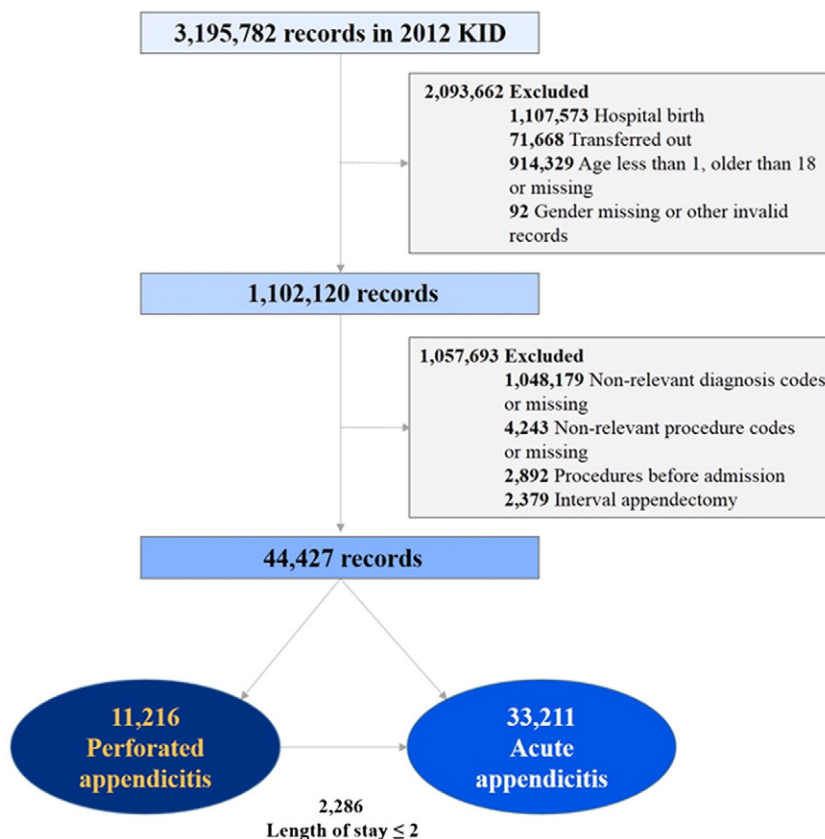 3,195,782 records in 2012 KID
2,093,662 Excluded
1,107,573 Hospital birth
71,668 Transferred out
914,329 Age less than 1, older than 18
or missing
92 Gender missing or other invalid
records
1,102,120 records
1,057,693 Excluded
1,048,179 Non-relevant diagnosis codes
or missing
4,243 Non-relevant procedure codes
or missing
2,892 Procedures before admission
2,379 Interval appendectomy
44,427 records
11,216
Perforated
appendicitis
33,211
Acute
appendicitis
2,286
Length of stay ≤ 2